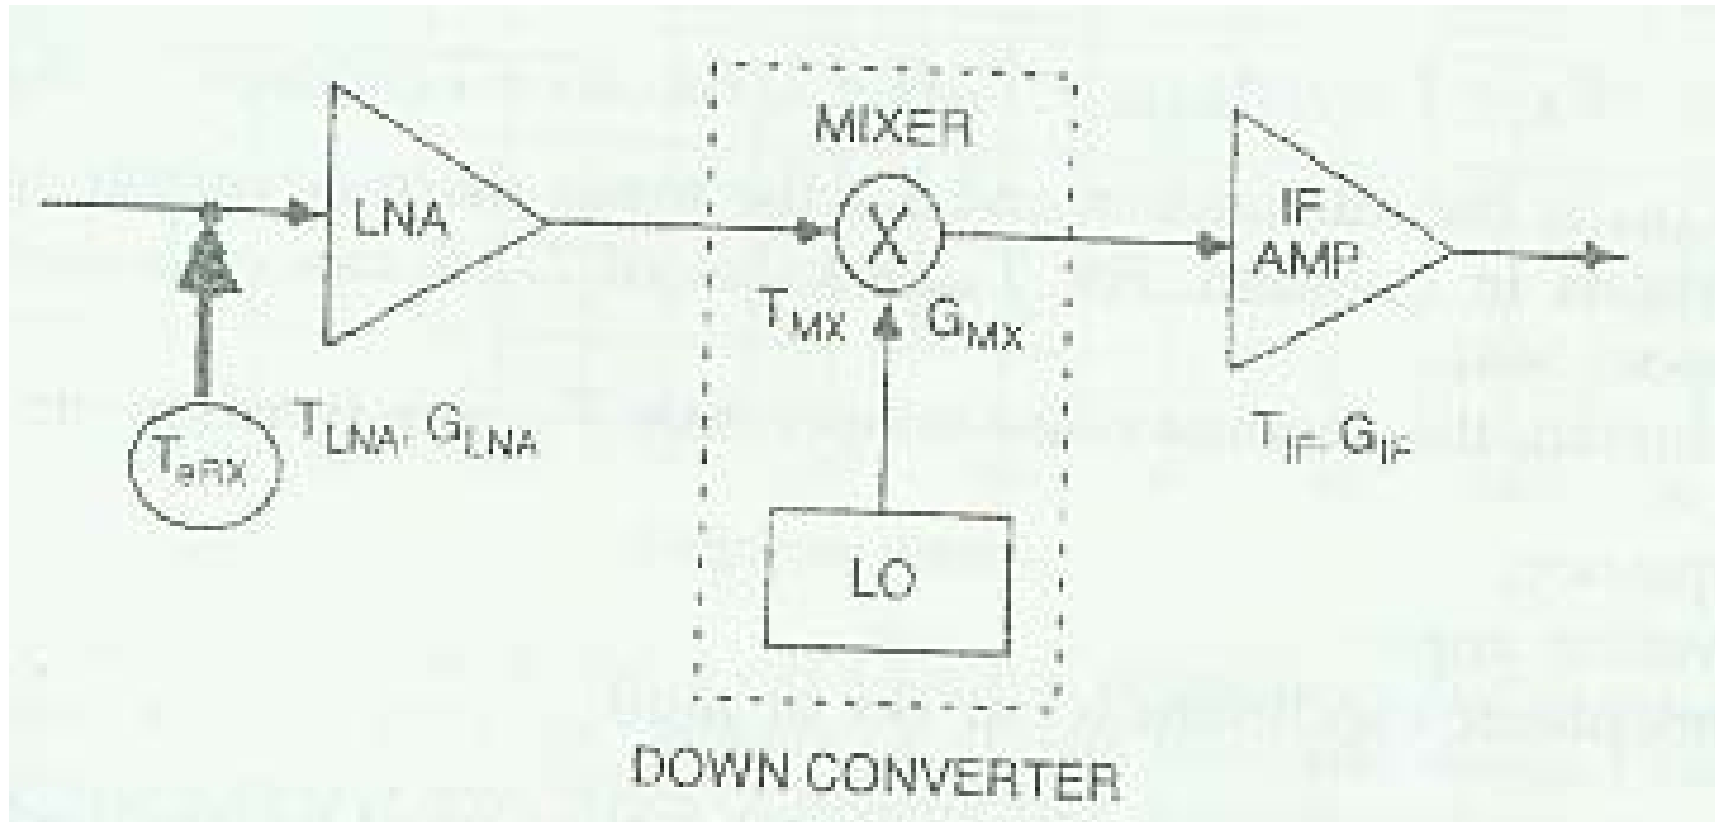 MIXER
LNA
X
IF
AMP
T_MX G_MX
T_eRX
T_LNA, G_LNA
T_IF G_IF
LO
DOWN CONVERTER